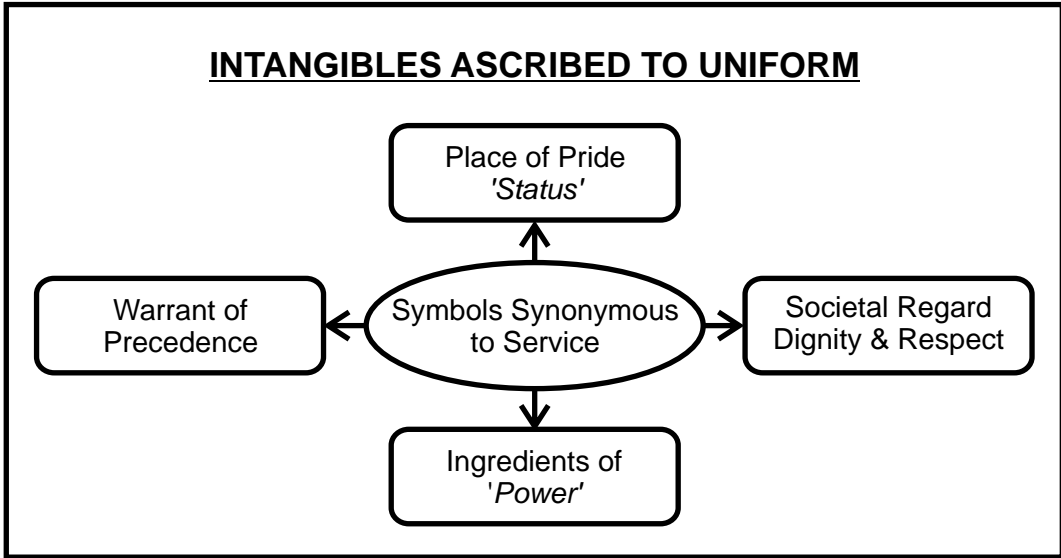 INTANGIBLES ASCRIBED TO UNIFORM
Place of Pride
'Status'
Warrant of
Precedence
Symbols Synonymous
to Service
Societal Regard
Dignity & Respect
Ingredients of
'Power'